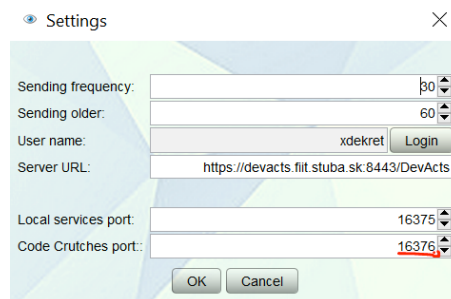 Settings
Sending frequency: 30
Sending older: 60
User name: xdekret Login
Server URL: https://devacts.fiit.stuba.sk:8443/DevActs
Local services port: 16375
Code Crutches port:: 16376
OK Cancel